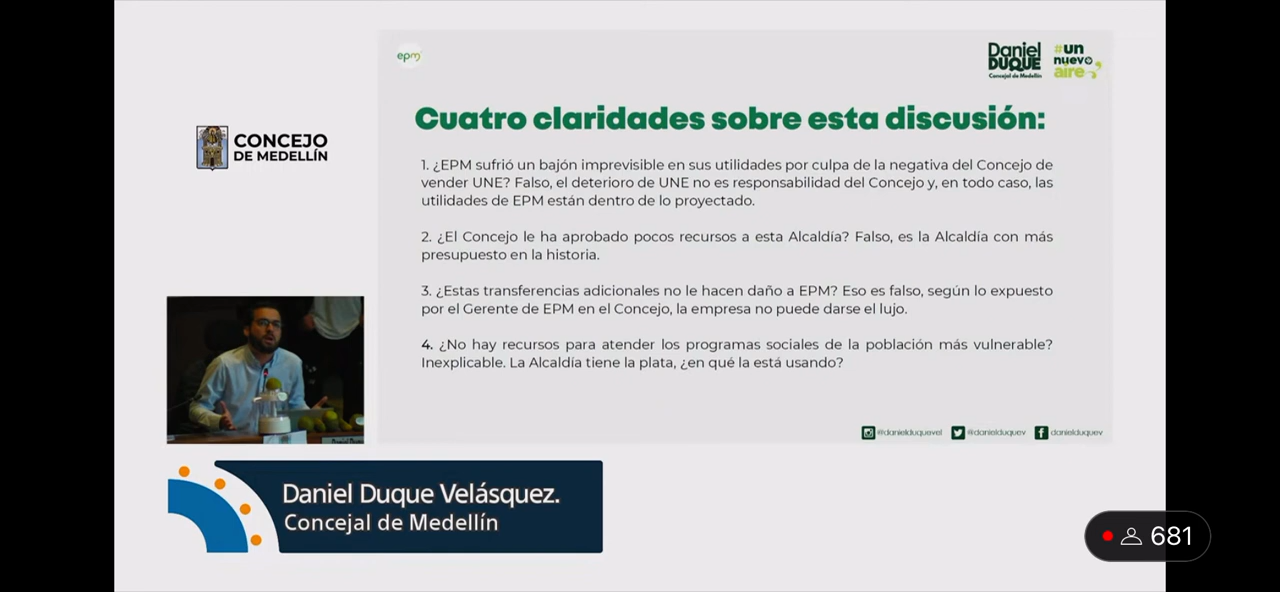 epm
Daniel
DUQUE
Concejal de Medellín
#un
nuevo
aire
Cuatro claridades sobre esta discusión:
CONCEJO
DE MEDELLÍN
1. ¿EPM sufrió un bajón imprevisible en sus utilidades por culpa de la negativa del Concejo de
vender UNE? Falso, el deterioro de UNE no es responsabilidad del Concejo y, en todo caso, las
utilidades de EPM están dentro de lo proyectado.
2. ¿El Concejo le ha aprobado pocos recursos a esta Alcaldía? Falso, es la Alcaldía con más
presupuesto en la historia.
3. ¿Estas transferencias adicionales no le hacen daño a EPM? Eso es falso, según lo expuesto
por el Gerente de EPM en el Concejo, la empresa no puede darse el lujo.
4. ¿No hay recursos para atender los programas sociales de la población más vulnerable?
Inexplicable. La Alcaldía tiene la plata, ¿en qué la está usando?
@danielduquevel @danielduquev danielduquev
Daniel Duque Velásquez.
Concejal de Medellín
681